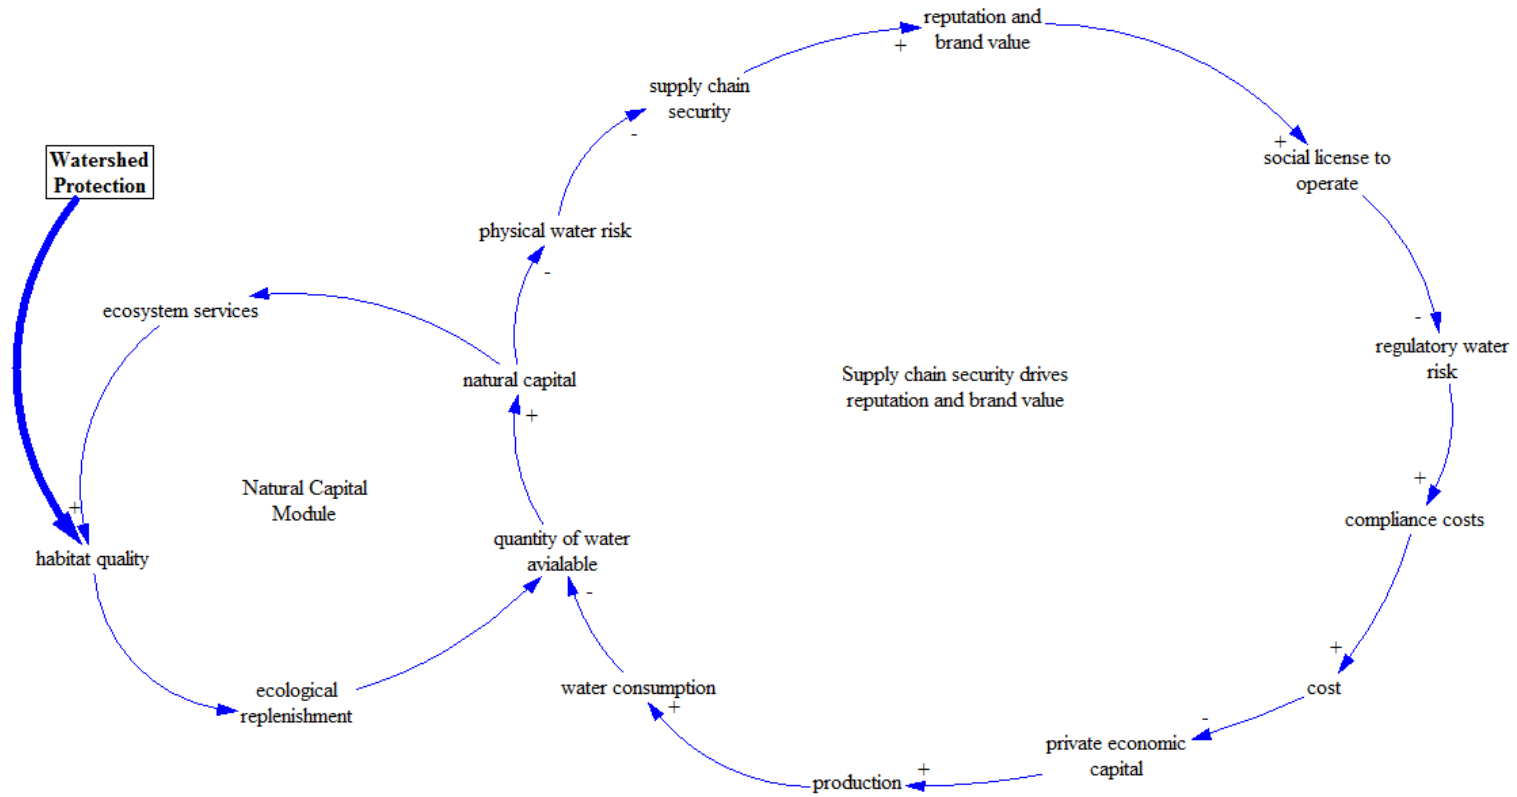 reputation and
brand value
+
supply chain
security
-
Watershed
Protection
+
social license to
operate
physical water risk
-
ecosystem services
-
regulatory water
risk
natural capital
+
Supply chain security drives
reputation and brand value
Natural Capital
Module
+
habitat quality
+
compliance costs
quantity of water
avialable
-
ecological
replenishment
water consumption
+
+
cost
-
private economic
capital
+
production